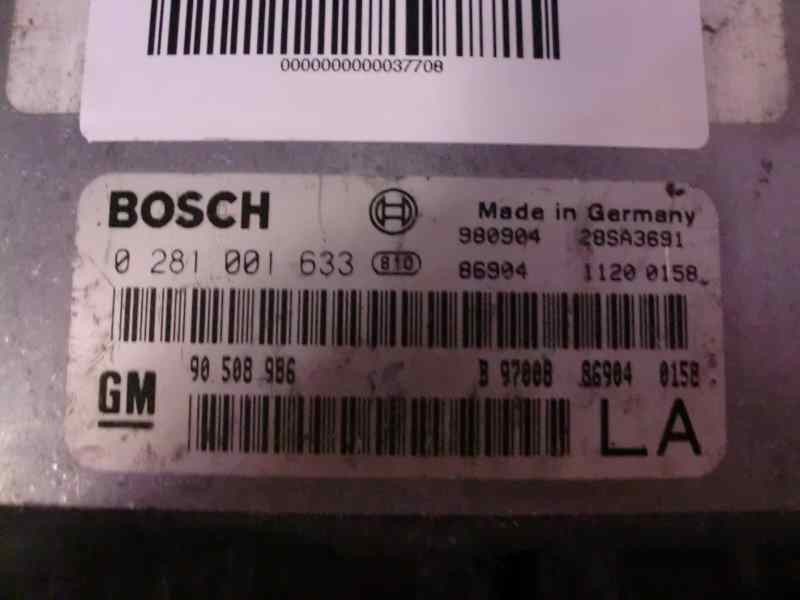 0000000000037708
BOSCH Made in Germany
980904 28SA3691
0 281 001 633 810 86904 1120 0158
90 508 986 B 97008 86904 0158
GM LA